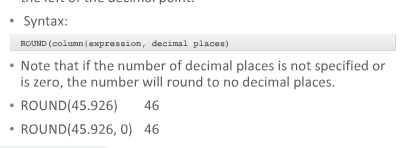 the left of the decimal point.
• Syntax:
ROUND(column|expression, decimal places)
• Note that if the number of decimal places is not specified or
is zero, the number will round to no decimal places.
• ROUND(45.926) 46
• ROUND(45.926, 0) 46